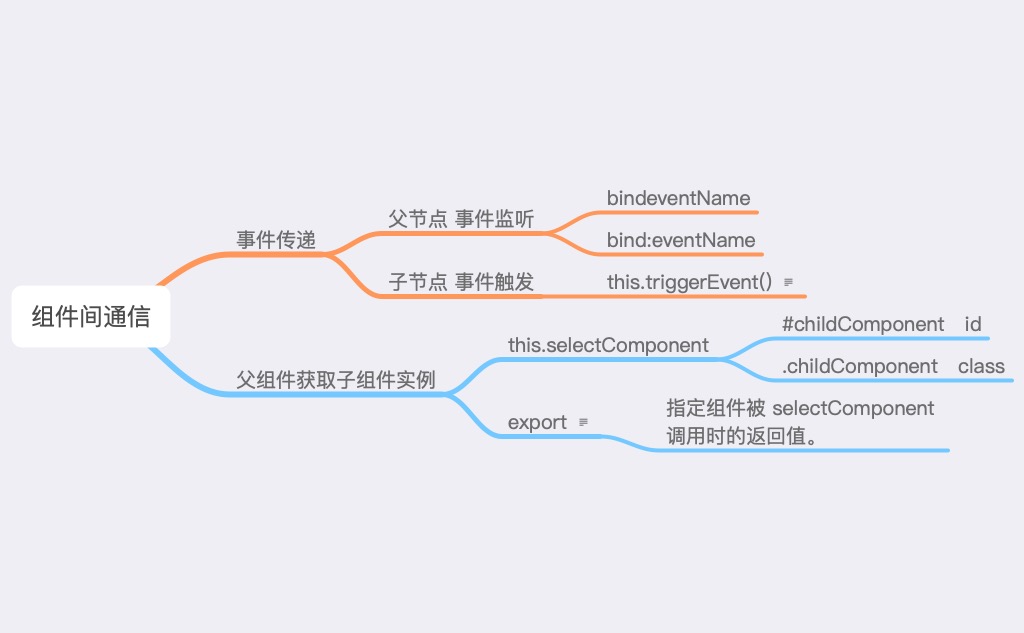 组件间通信
事件传递
父节点 事件监听
bindeventName
bind:eventName
子节点 事件触发
this.triggerEvent()
父组件获取子组件实例
this.selectComponent
#childComponent id
.childComponent class
export
指定组件被 selectComponent
调用时的返回值。